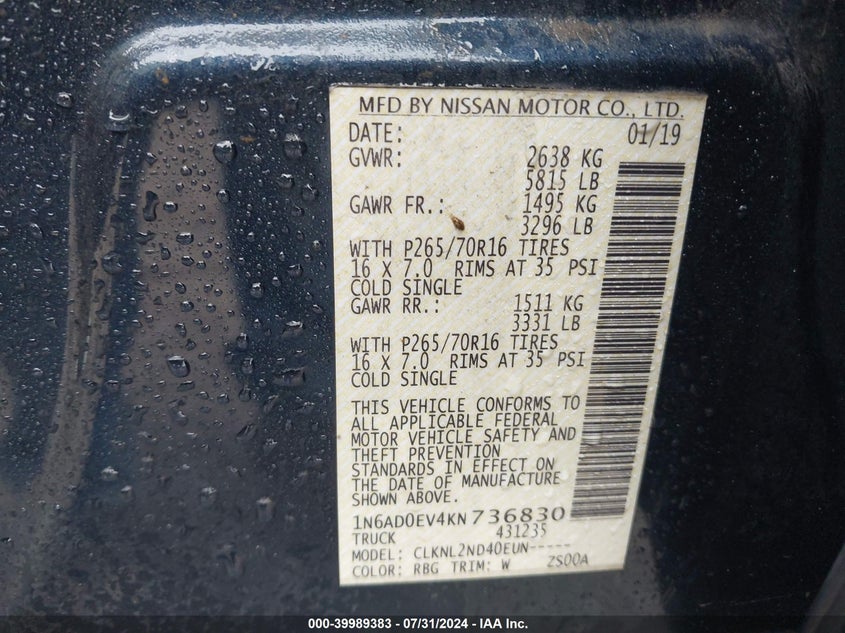 MFD BY NISSAN MOTOR CO., LTD.
DATE: 01/19
GVWR: 2638 KG
5815 LB
GAWR FR.: 1495 KG
3296 LB
WITH P265/70R16 TIRES
16 X 7.0 RIMS AT 35 PSI
COLD SINGLE
GAWR RR.: 1511 KG
3331 LB
WITH P265/70R16 TIRES
16 X 7.0 RIMS AT 35 PSI
COLD SINGLE
THIS VEHICLE CONFORMS TO
ALL APPLICABLE FEDERAL
MOTOR VEHICLE SAFETY AND
THEFT PREVENTION
STANDARDS IN EFFECT ON
THE DATE OF MANUFACTURE
SHOWN ABOVE.
1N6AD0EV4KN736830
TRUCK 431235
MODEL: CLKNL2ND40EUN-----
COLOR: RBG TRIM: W ZS00A
000-39989383 / 07/31/2024 - IAA Inc.